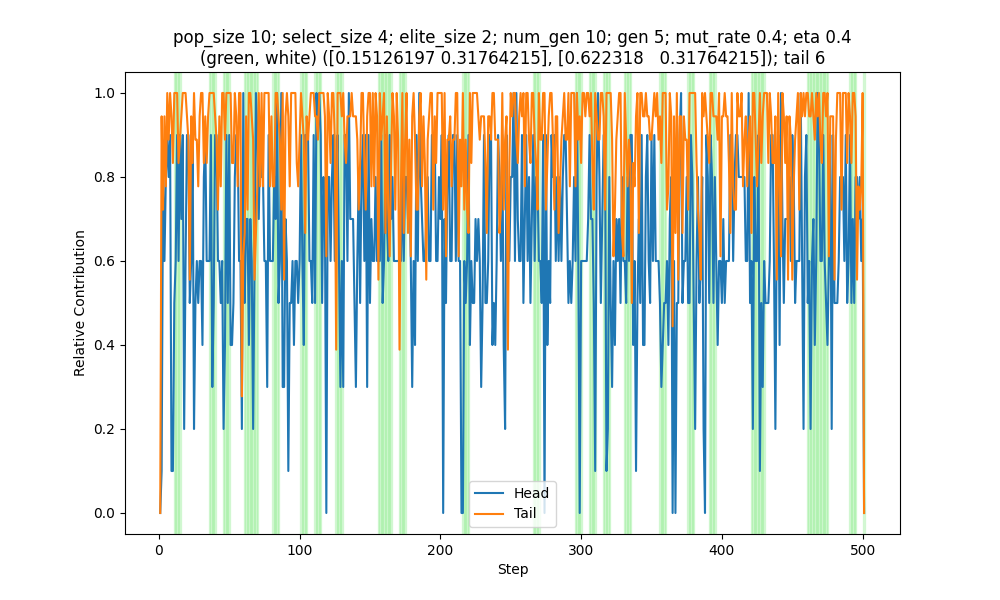 pop_size 10; select_size 4; elite_size 2; num_gen 10; gen 5; mut_rate 0.4; eta 0.4
(green, white) ([0.15126197 0.31764215], [0.622318   0.31764215]); tail 6
Relative Contribution
1.0
0.8
0.6
0.4
0.2
0.0
Head
Tail
0 100 200 300 400 500
Step